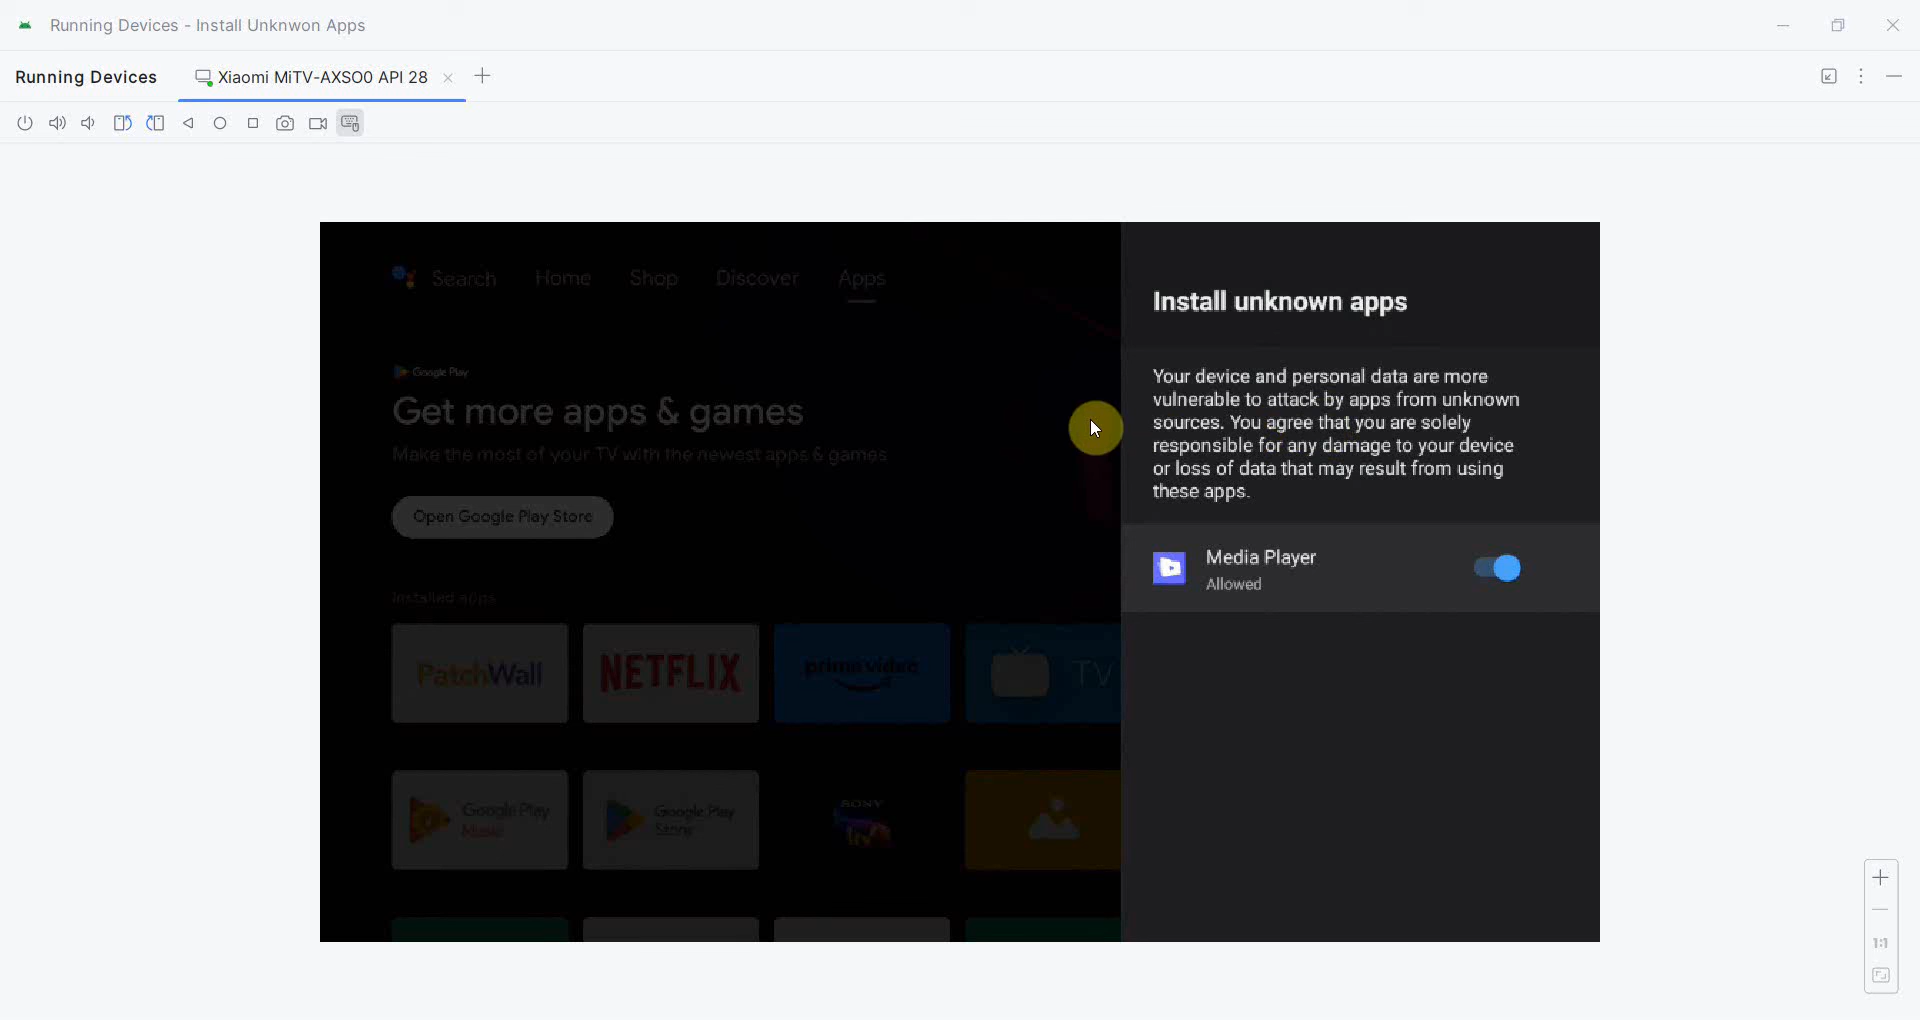 Running Devices - Install Unknwon Apps
Running Devices
Xiaomi MiTV-AXSO0 API 28
Search Home Shop Discover Apps
Install unknown apps
Google Play
Get more apps & games
Make the most of your TV with the newest apps & games
Open Google Play Store
Your device and personal data are more
vulnerable to attack by apps from unknown
sources. You agree that you are solely
responsible for any damage to your device
or loss of data that may result from using
these apps.
Media Player
Allowed
Installed apps
PatchWall
NETFLIX
prime video
TV
Google Play
Music
Google Play
Store
SONY
liv
1:1